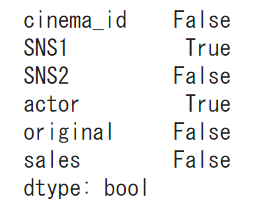 cinema_id    False
SNS1          True
SNS2         False
actor         True
original     False
sales        False
dtype: bool